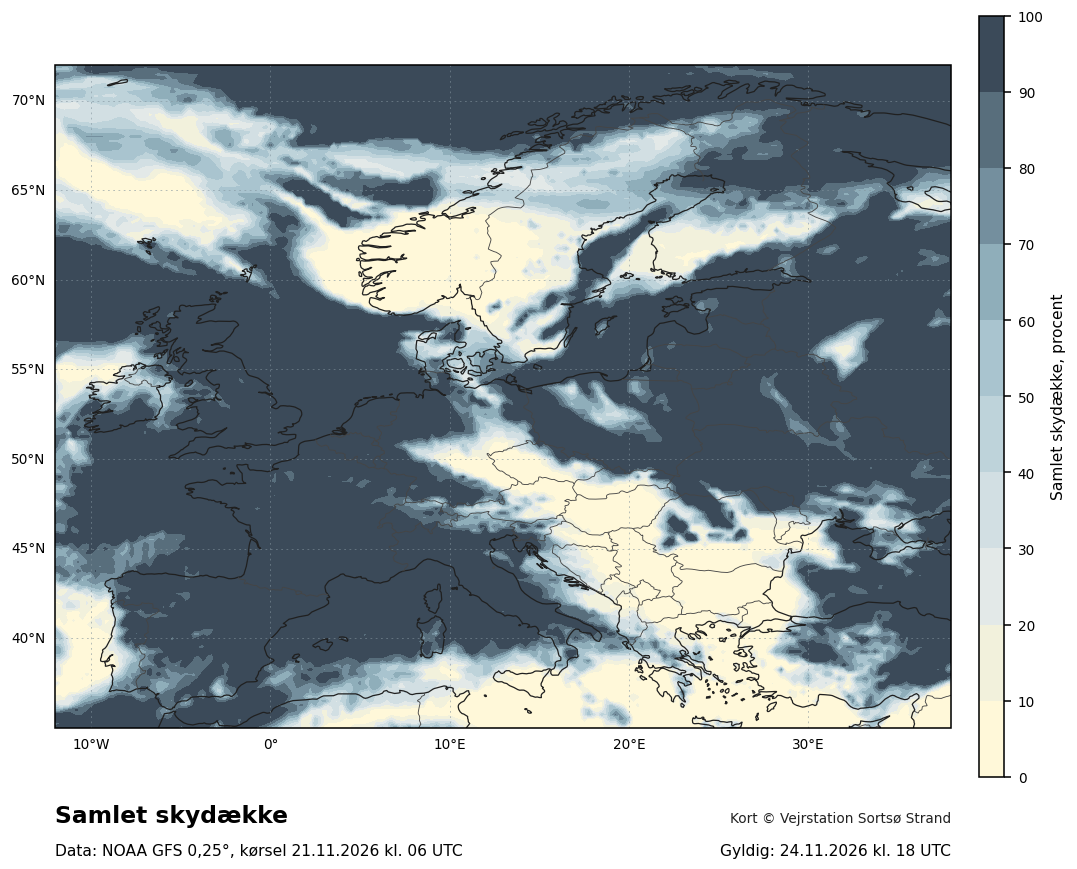 100
90
80
70
60
50
40
30
20
10
0
Samlet skydække, procent
70°N
65°N
60°N
55°N
50°N
45°N
40°N
10°W
0°
10°E
20°E
30°E
Samlet skydække
Kort © Vejrstation Sortsø Strand
Data: NOAA GFS 0,25°, kørsel 21.11.2026 kl. 06 UTC
Gyldig: 24.11.2026 kl. 18 UTC